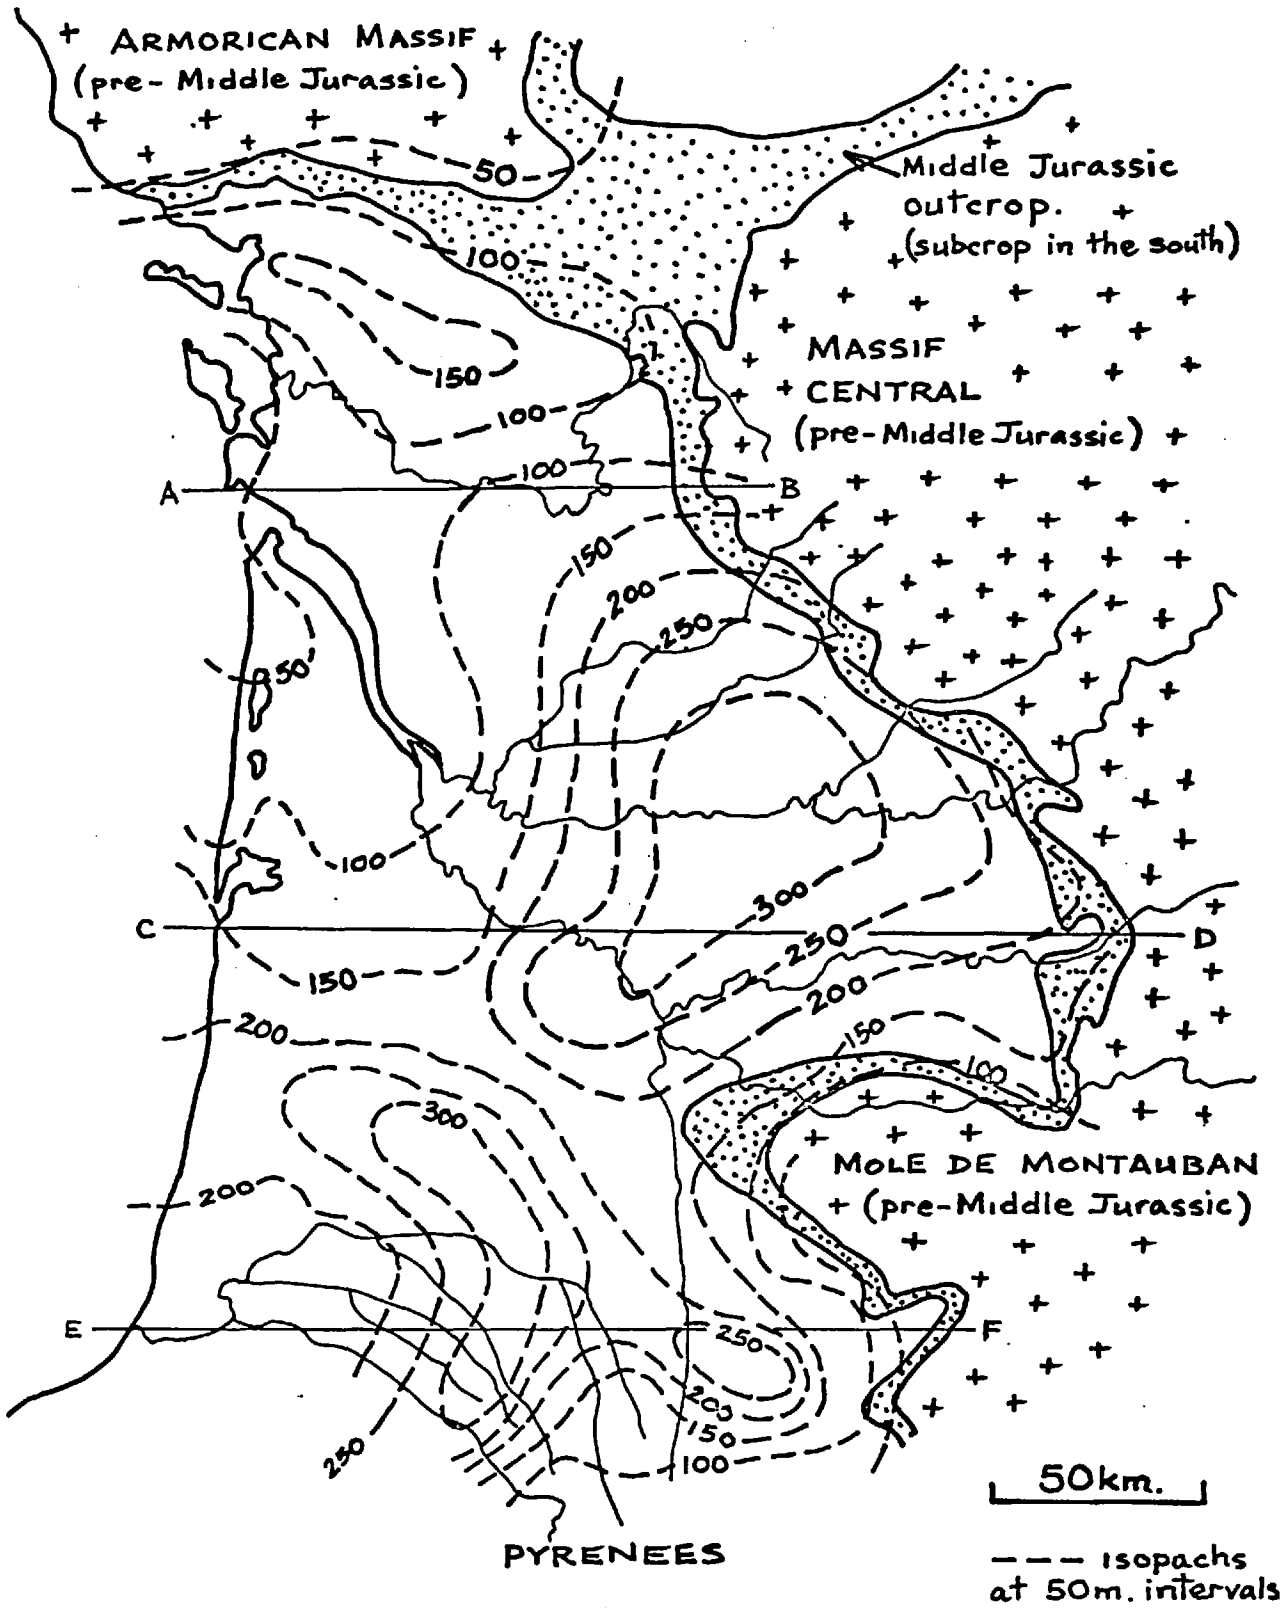 ARMORICAN MASSIF
(pre- Middle Jurassic)
50
Middle Jurassic
outcrop.
(subcrop in the south)
100
150
MASSIF
CENTRAL
(pre-Middle Jurassic)
100
100
A
B
150
200
250
50
100
300
C
D
250
150
200
200
150
100
300
MOLE DE MONTAUBAN
(pre-Middle Jurassic)
200
E
F
250
200
150
250
100
50km.
PYRENEES
--- isopachs
at 50m. intervals